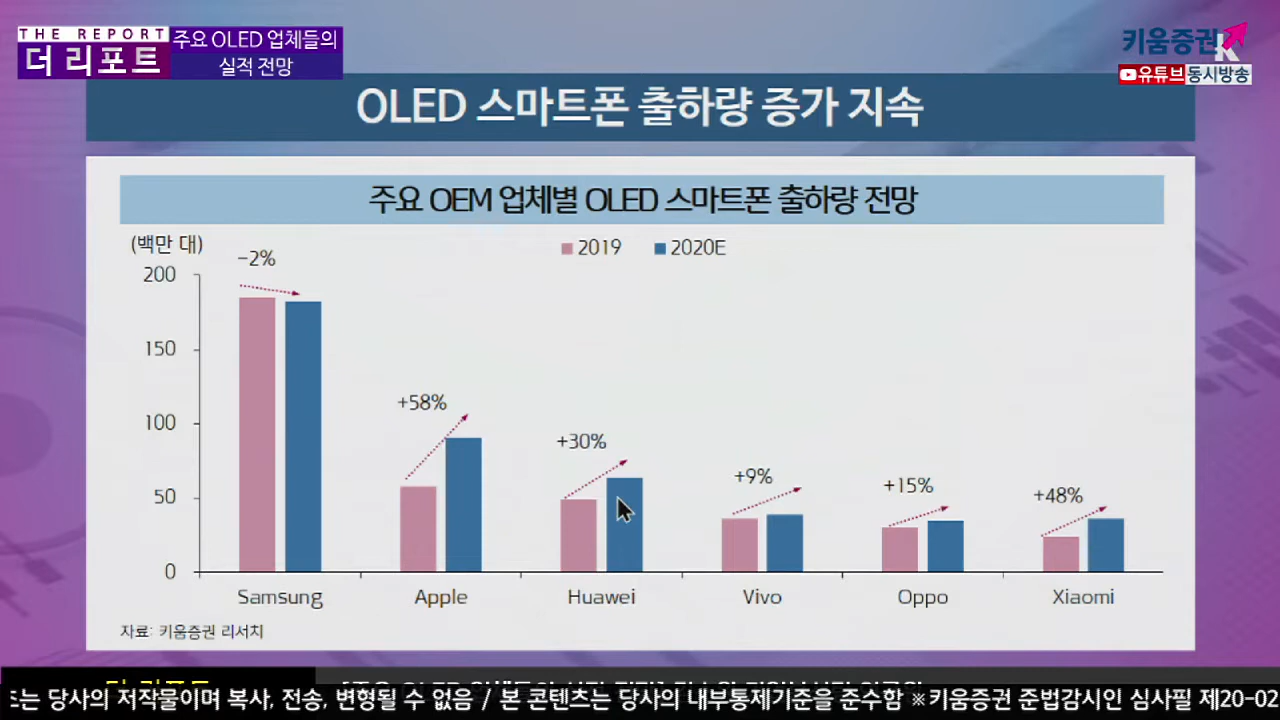 THE REPORT
더 리포트
주요 OLED 업체들의
실적 전망
키움증권
유튜브 동시방송
OLED 스마트폰 출하량 증가 지속
주요 OEM 업체별 OLED 스마트폰 출하량 전망
(백만 대)
2019 2020E
200
150
100
50
0
-2%
+58%
+30%
+9%
+15%
+48%
Samsung Apple Huawei Vivo Oppo Xiaomi
자료: 키움증권 리서치
는 당사의 저작물이며 복사, 전송, 변형될 수 없음 / 본 콘텐츠는 당사의 내부통제기준을 준수함 ※키움증권 준법감시인 심사필 제20-02